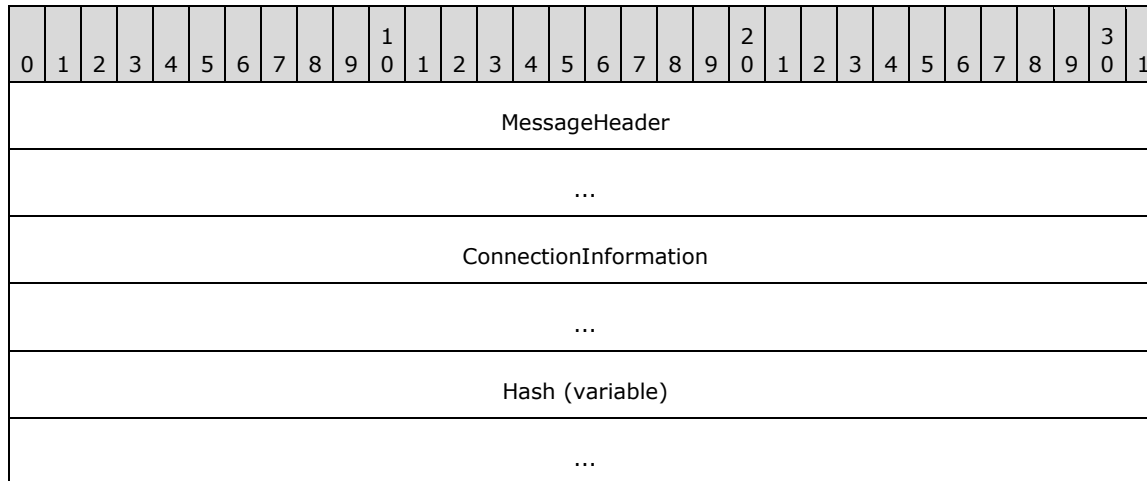 1 2 3
0 1 2 3 4 5 6 7 8 9 0 1 2 3 4 5 6 7 8 9 0 1 2 3 4 5 6 7 8 9 0 1
MessageHeader
...
ConnectionInformation
...
Hash (variable)
...